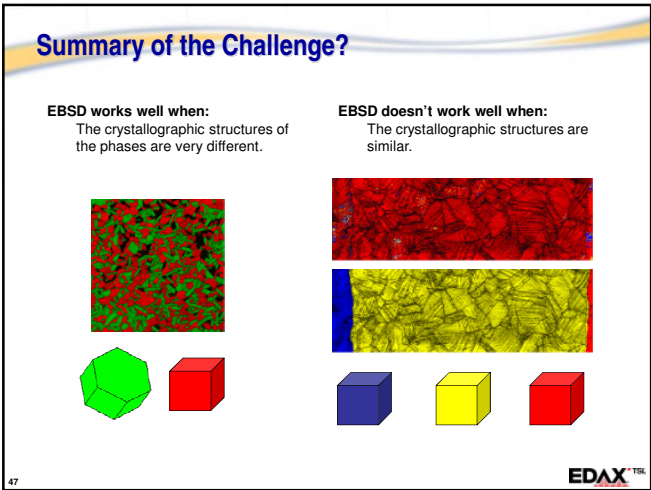 Summary of the Challenge?
EBSD works well when:
The crystallographic structures of
the phases are very different.
EBSD doesn't work well when:
The crystallographic structures are
similar.
47
EDAX TSL